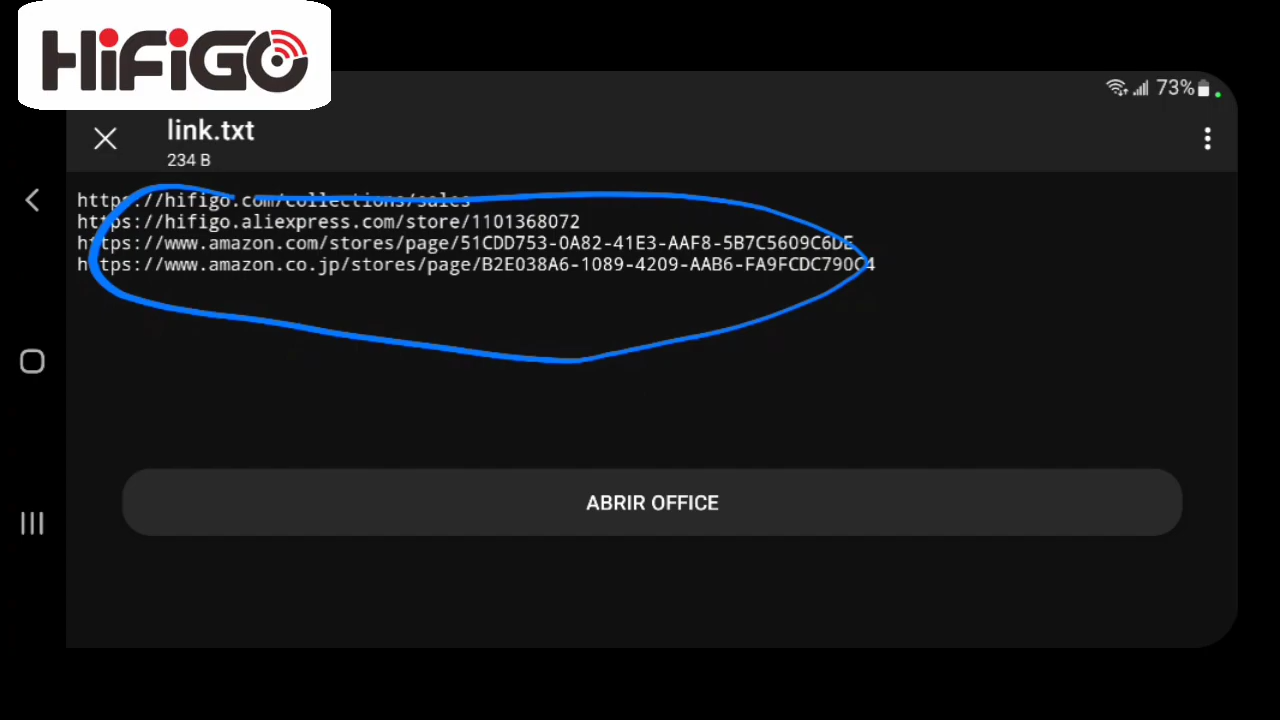 HiFiGO
73%
link.txt
234 B
https://hifigo.com/collections/sales
https://hifigo.aliexpress.com/store/1101368072
https://www.amazon.com/stores/page/51CDD753-0A82-41E3-AAF8-5B7C5609C6DE
https://www.amazon.co.jp/stores/page/B2E038A6-1089-4209-AAB6-FA9FCDC790C4
ABRIR OFFICE